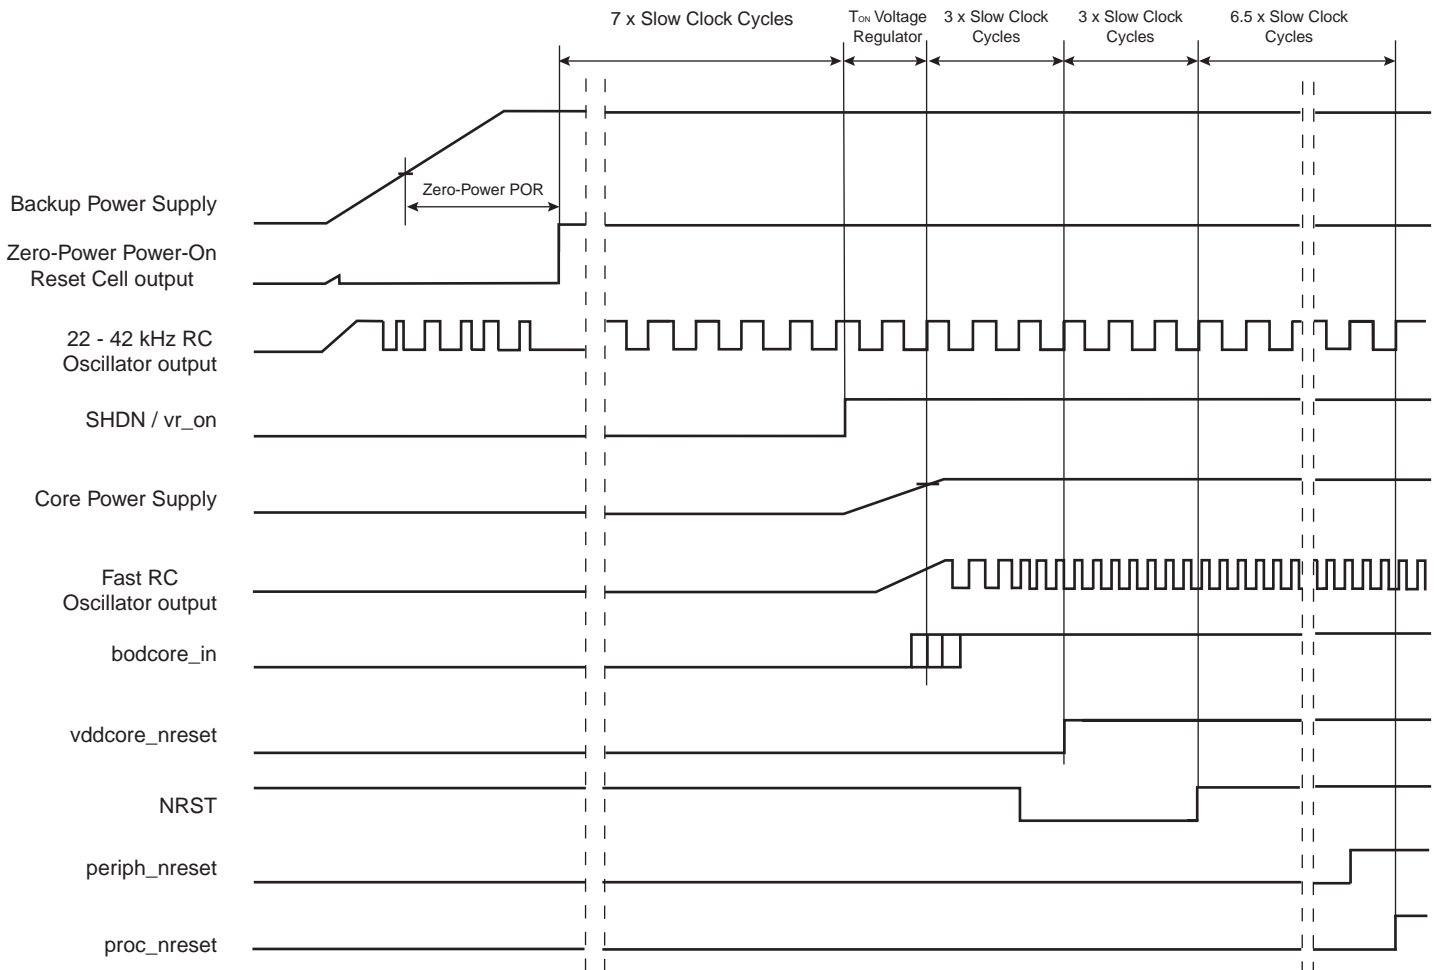 7 x Slow Clock Cycles
TON Voltage
Regulator
3 x Slow Clock
Cycles
3 x Slow Clock
Cycles
6.5 x Slow Clock
Cycles
Zero-Power POR
Backup Power Supply
Zero-Power Power-On
Reset Cell output
22 - 42 kHz RC
Oscillator output
SHDN / vr_on
Core Power Supply
Fast RC
Oscillator output
bodcore_in
vddcore_nreset
NRST
periph_nreset
proc_nreset